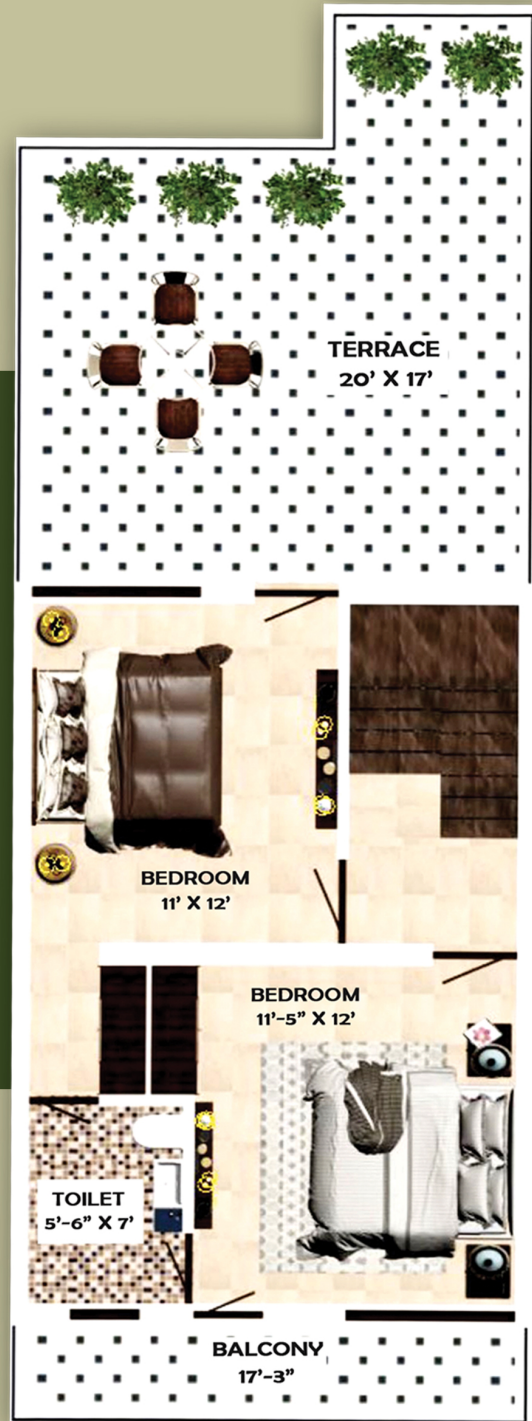 TERRACE
20’ X 17’
BEDROOM
11’ X 12’
BEDROOM
11’-5” X 12’
TOILET
5’-6” X 7’
BALCONY
17’-3”